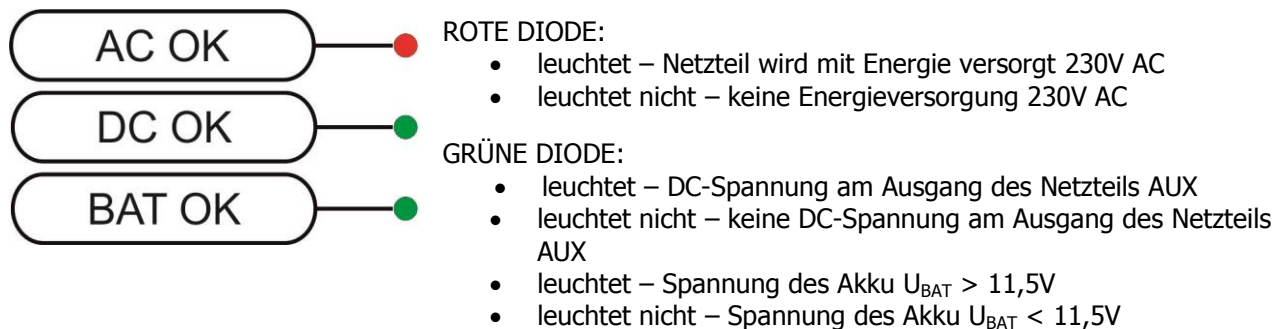 AC OK
DC OK
BAT OK
ROTE DIODE:
• leuchtet – Netzteil wird mit Energie versorgt 230V AC
• leuchtet nicht – keine Energieversorgung 230V AC
GRÜNE DIODE:
• leuchtet – DC-Spannung am Ausgang des Netzteils AUX
• leuchtet nicht – keine DC-Spannung am Ausgang des Netzteils
AUX
• leuchtet – Spannung des Akku UBAT > 11,5V
• leuchtet nicht – Spannung des Akku UBAT < 11,5V